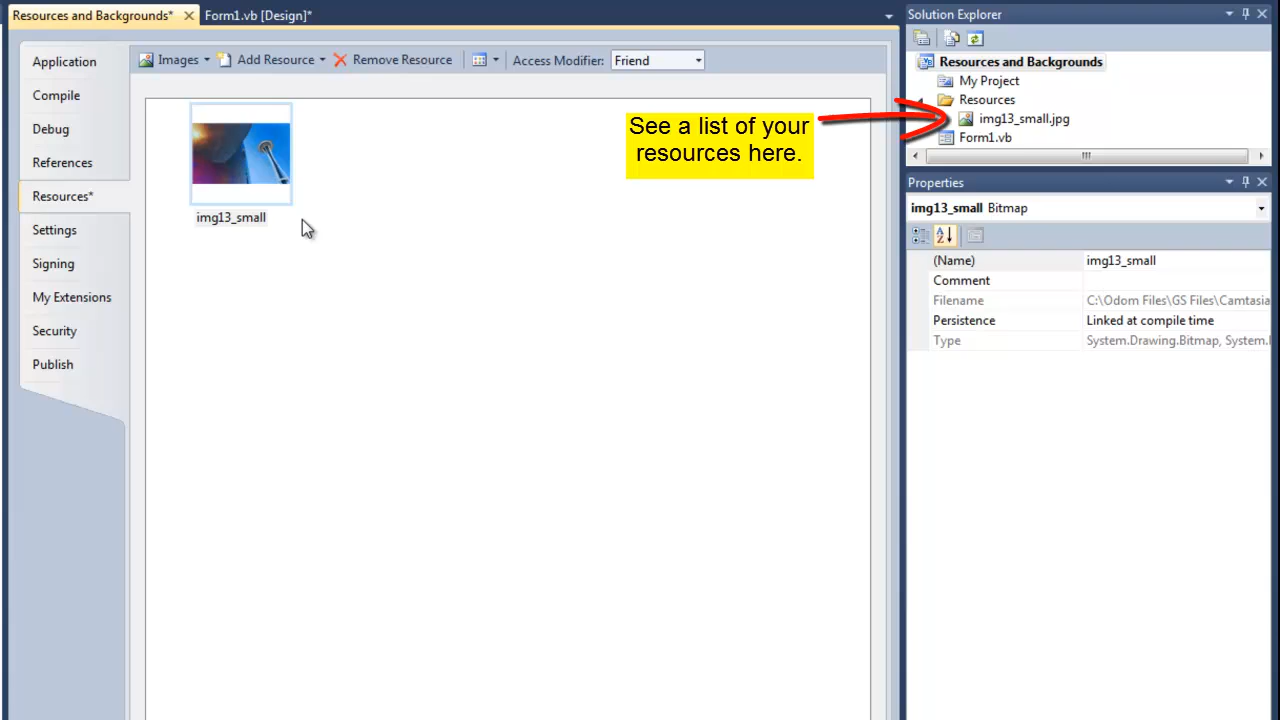 Resources and Backgrounds*
Form1.vb [Design]*
Application
Compile
Debug
References
Resources*
Settings
Signing
My Extensions
Security
Publish
Images
Add Resource
Remove Resource
Access Modifier:
Friend
img13_small
See a list of your
resources here.
Solution Explorer
Resources and Backgrounds
My Project
Resources
img13_small.jpg
Form1.vb
Properties
img13_small Bitmap
(Name) img13_small
Comment
Filename C:\Odom Files\GS Files\Camtasia
Persistence Linked at compile time
Type System.Drawing.Bitmap, System.